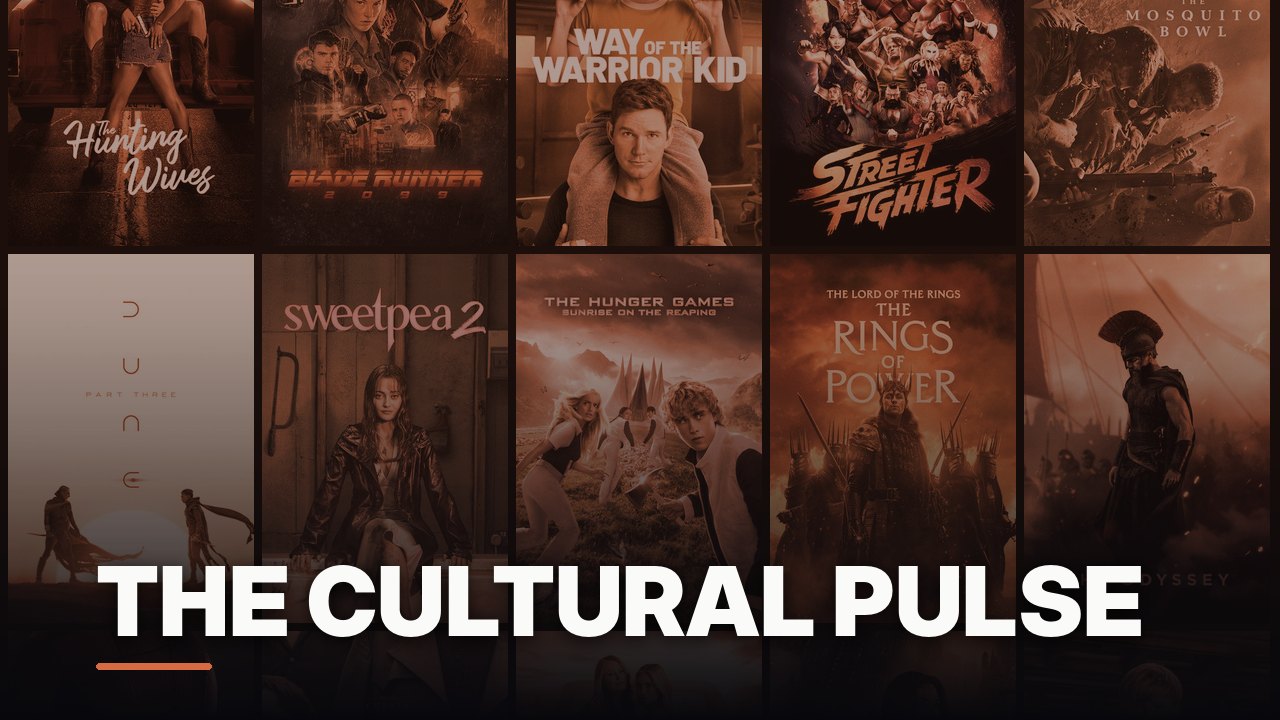 THE
MOSQUITO
BOWL
WAY OF THE
WARRIOR KID
The
Hunting
Wives
BLADE RUNNER
2 0 9 9
STREET
FIGHTER
DUNE
PART THREE
sweetpea 2
THE HUNGER GAMES
SUNRISE ON THE REAPING
THE LORD OF THE RINGS
THE
RINGS
OF
POWER
THE CULTURAL PULSE